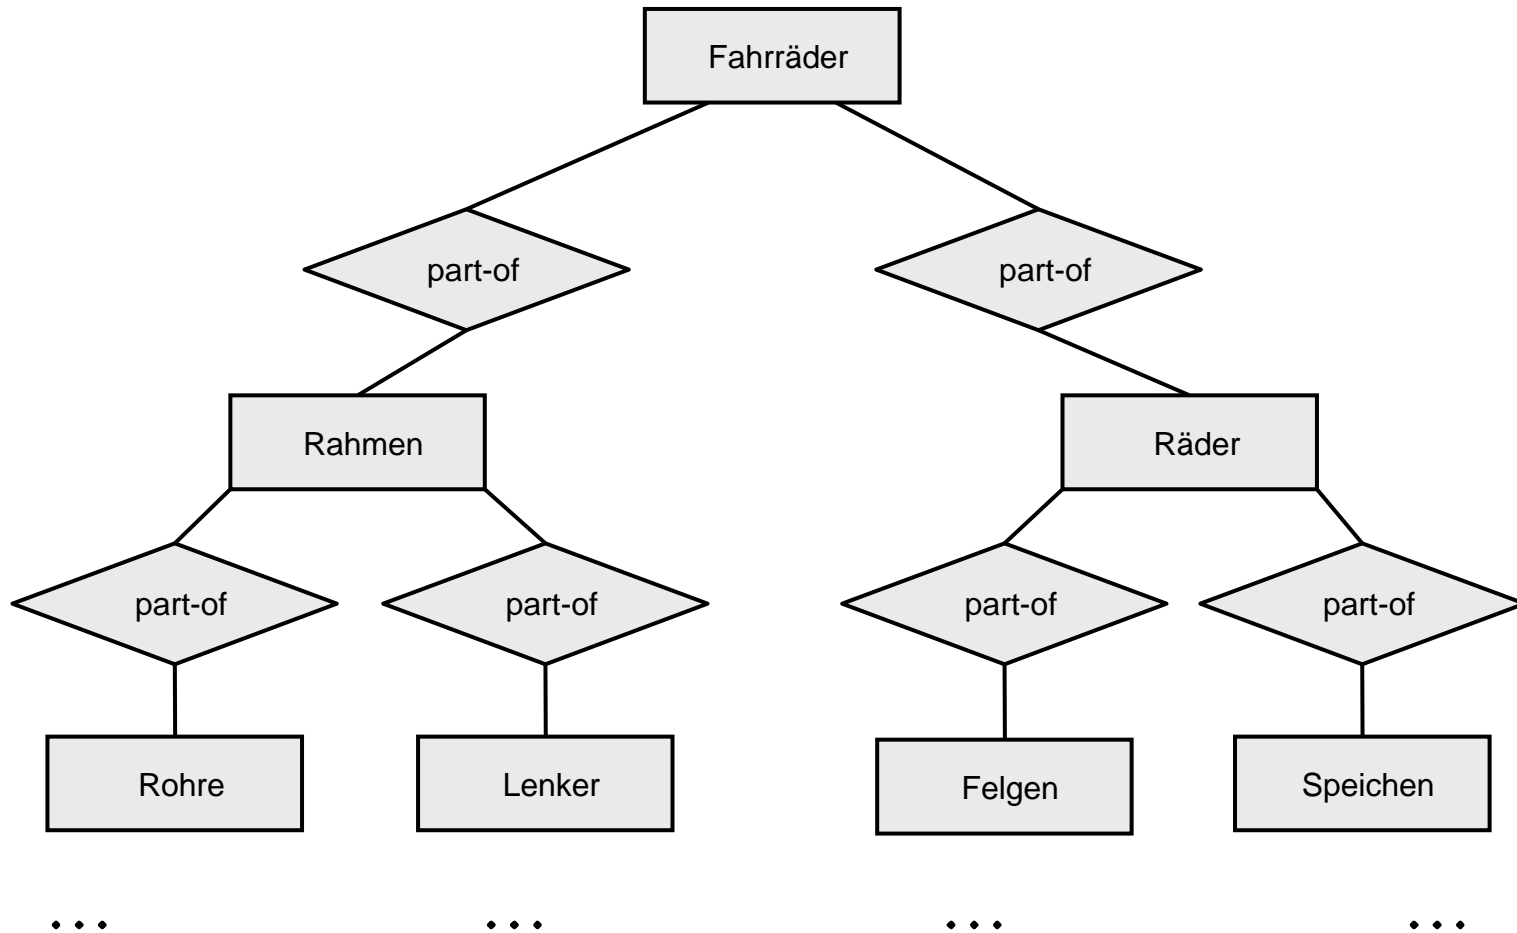 Fahrräder
part-of part-of
Rahmen Räder
part-of part-of part-of part-of
Rohre Lenker Felgen Speichen
... ... ... ...